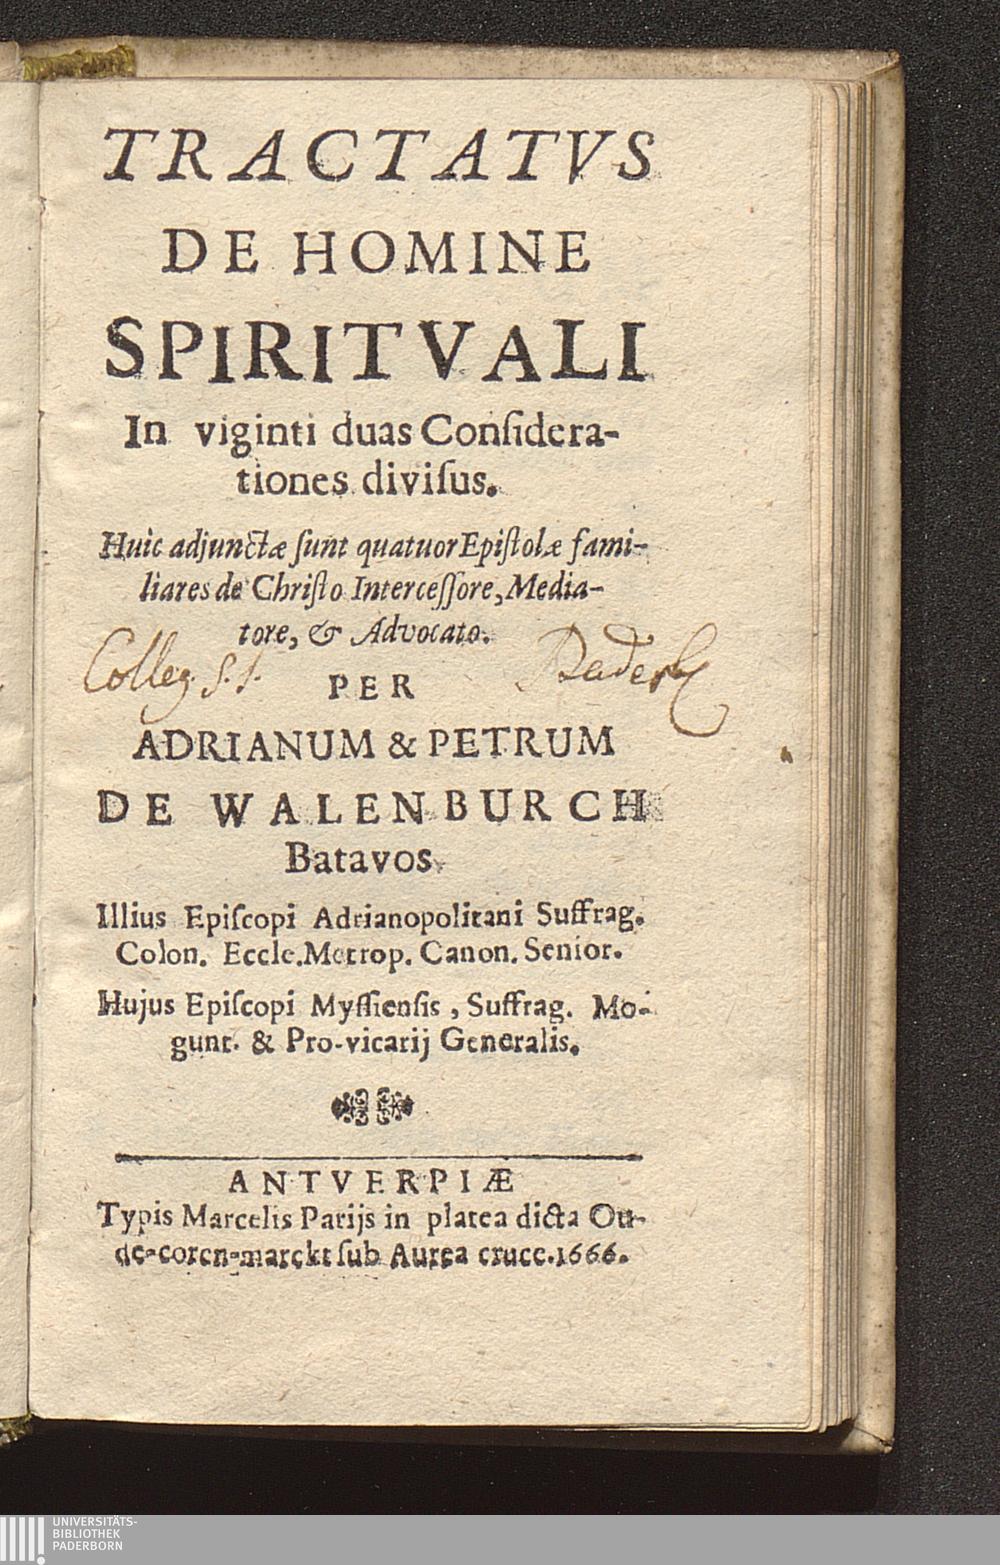 TRACTATVS
DE HOMINE
SPIRITVALI
In viginti duas Conſidera-
tiones diviſus.
Huic adjunctæ ſunt quatuor Epiſtolæ fami-
liares de Chriſto Interceſſore, Media-
tore, & Advocato.
Colleg. S. J. Paderb
PER
ADRIANUM & PETRUM
DE WALENBURCH
Batavos.
Illius Epiſcopi Adrianopolitani Suffrag.
Colon. Eccle. Metrop. Canon. Senior.
Hujus Epiſcopi Myſſienſis, Suffrag. Mo-
gunt. & Pro-vicarij Generalis.
ANTVERPIÆ
Typis Marcelis Parijs in platea dicta Ou-
de-coren-marckt ſub Aurea cruce. 1666.
UNIVERSITÄTS-
BIBLIOTHEK
PADERBORN